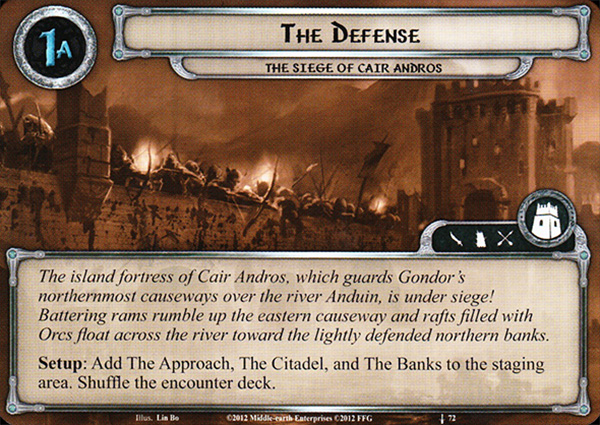 1A
THE DEFENSE
THE SIEGE OF CAIR ANDROS
The island fortress of Cair Andros, which guards Gondor's
northernmost causeways over the river Anduin, is under siege!
Battering rams rumble up the eastern causeway and rafts filled with
Orcs float across the river toward the lightly defended northern banks.
Setup: Add The Approach, The Citadel, and The Banks to the staging
area. Shuffle the encounter deck.
Illus. Lin Bo ©2012 Middle-earth Enterprises ©2012 FFG 72